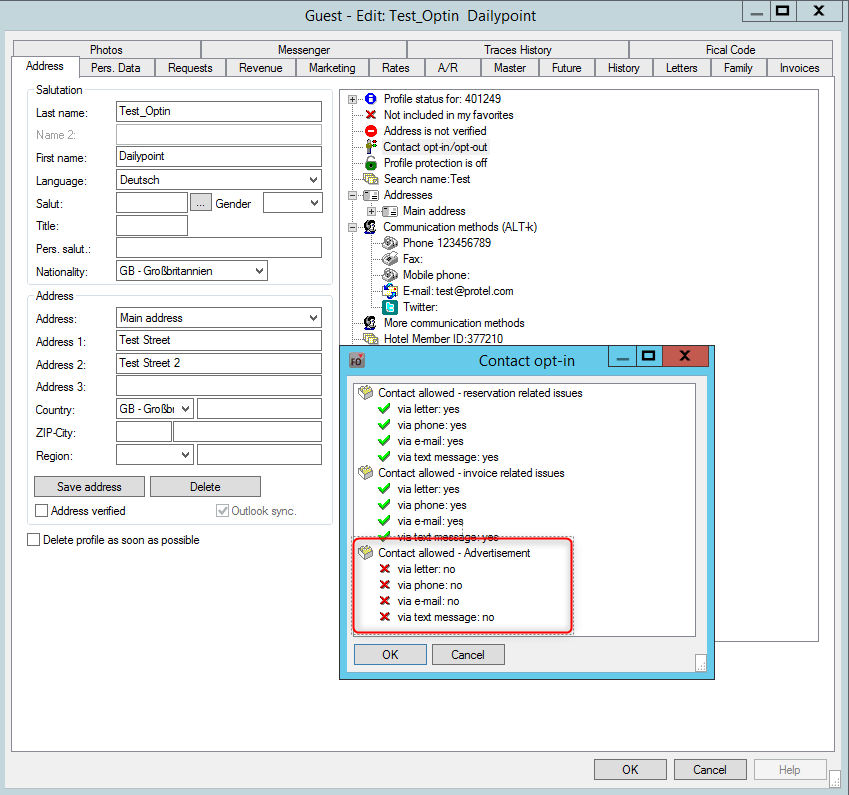 Guest - Edit: Test_Optin Dailypoint
Photos
Messenger
Traces History
Fical Code
Address
Pers. Data
Requests
Revenue
Marketing
Rates
A/R
Master
Future
History
Letters
Family
Invoices
Salutation
Last name: Test_Optin
Name 2:
First name: Dailypoint
Language: Deutsch
Salut: ... Gender
Title:
Pers. salut.:
Nationality: GB - Großbritannien
Address
Address: Main address
Address 1: Test Street
Address 2: Test Street 2
Address 3:
Country: GB - Großbr
ZIP-City:
Region:
Save address
Delete
Address verified
Outlook sync.
Delete profile as soon as possible
Profile status for: 401249
Not included in my favorites
Address is not verified
Contact opt-in/opt-out
Profile protection is off
Search name:Test
Addresses
Main address
Communication methods (ALT-k)
Phone 123456789
Fax:
Mobile phone:
E-mail: test@protel.com
Twitter:
More communication methods
Hotel Member ID:377210
FO
Contact opt-in
Contact allowed - reservation related issues
via letter: yes
via phone: yes
via e-mail: yes
via text message: yes
Contact allowed - invoice related issues
via letter: yes
via phone: yes
via e-mail: yes
via text message: yes
Contact allowed - Advertisement
via letter: no
via phone: no
via e-mail: no
via text message: no
OK
Cancel
OK
Cancel
Help